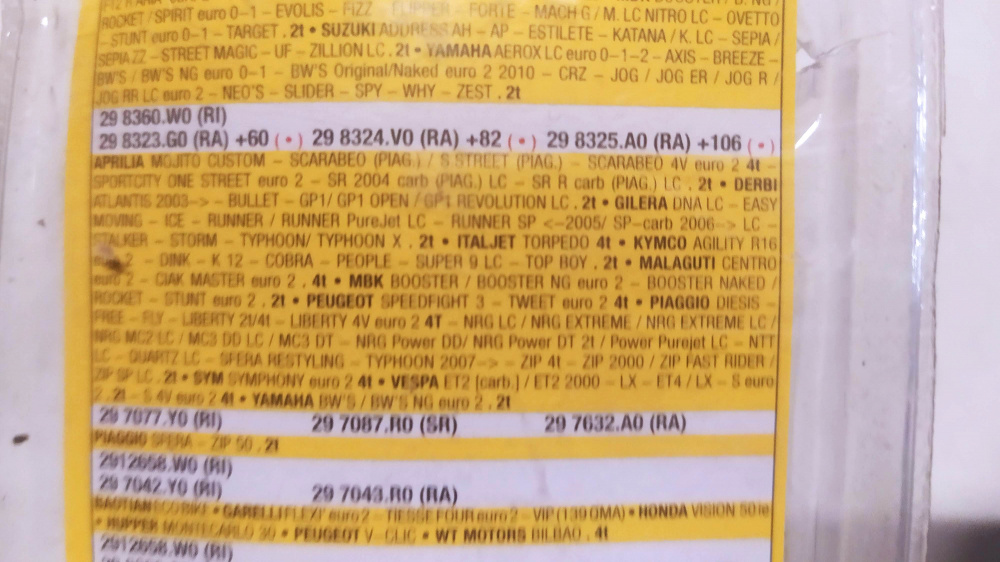 ROCKET / SPIRIT euro 0–1 – EVOLIS – FIZZ – FLIPPER – FORTE – MACH G / M. LC NITRO LC – OVETTO
– STUNT euro 0–1 – TARGET . 2t • SUZUKI ADDRESS AH – AP – ESTILETE – KATANA / K. LC – SEPIA /
SEPIA ZZ – STREET MAGIC – UF – ZILLION LC . 2t • YAMAHA AEROX LC euro 0–1–2 – AXIS – BREEZE –
BW'S / BW'S NG euro 0–1 – BW'S Original/Naked euro 2 2010 – CRZ – JOG / JOG ER / JOG R /
JOG RR LC euro 2 – NEO'S – SLIDER – SPY – WHY – ZEST . 2t
29 8360.W0 (RI)
29 8323.G0 (RA) +60 (•) 29 8324.V0 (RA) +82 (•) 29 8325.A0 (RA) +106 (•)
APRILIA MOJITO CUSTOM – SCARABEO (PIAG.) / S.STREET (PIAG.) – SCARABEO 4V euro 2 4t –
SPORTCITY ONE STREET euro 2 – SR 2004 carb (PIAG.) LC – SR R carb (PIAG.) LC . 2t • DERBI
ATLANTIS 2003–> – BULLET – GP1/ GP1 OPEN / GP1 REVOLUTION LC . 2t • GILERA DNA LC – EASY
MOVING – ICE – RUNNER / RUNNER PureJet LC – RUNNER SP <–2005/ SP–carb 2006–> LC –
STALKER – STORM – TYPHOON/ TYPHOON X . 2t • ITALJET TORPEDO 4t • KYMCO AGILITY R16
2 – DINK – K 12 – COBRA – PEOPLE – SUPER 9 LC – TOP BOY . 2t • MALAGUTI CENTRO
euro 2 – CIAK MASTER euro 2 . 4t • MBK BOOSTER / BOOSTER NG euro 2 – BOOSTER NAKED /
ROCKET – STUNT euro 2 . 2t • PEUGEOT SPEEDFIGHT 3 – TWEET euro 2 4t • PIAGGIO DIESIS –
FREE – FLY – LIBERTY 2t/4t – LIBERTY 4V euro 2 4T – NRG LC / NRG EXTREME / NRG EXTREME LC /
NRG MC2 LC / MC3 DD LC / MC3 DT – NRG Power DD/ NRG Power DT 2t / Power Purejet LC – NTT
LC – QUARTZ LC – SFERA RESTYLING – TYPHOON 2007–> – ZIP 4t – ZIP 2000 / ZIP FAST RIDER /
ZIP SP LC . 2t • SYM SYMPHONY euro 2 4t • VESPA ET2 [carb.] / ET2 2000 – LX – ET4 / LX – S euro
2 . 2t – S 4V euro 2 4t • YAMAHA BW'S / BW'S NG euro 2 . 2t
29 7077.Y0 (RI) 29 7087.R0 (SR) 29 7632.A0 (RA)
PIAGGIO SFERA – ZIP 50 . 2t
2912658.W0 (RI)
29 7042.Y0 (RI) 29 7043.R0 (RA)
BAOTIAN ECOBIKE • GARELLI FLEXI' euro 2 – TIESSE FOUR euro 2 – VIP (139 QMA) • HONDA VISION 50 ie
• HUPPER MONTECARLO 30 • PEUGEOT V–CLIC • WT MOTORS BILBAO . 4t
2912658.W0 (RI)